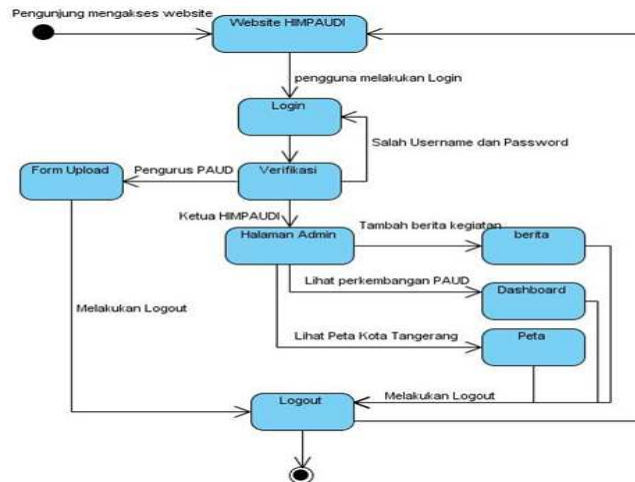 Pengunjung mengakses website
Website HIMPAUDI
pengguna melakukan Login
Login
Salah Username dan Password
Form Upload
Pengurus PAUD
Verifikasi
Ketua HIMPAUDI
Halaman Admin
Tambah berita kegiatan
berita
Lihat perkembangan PAUD
Dashboard
Melakukan Logout
Lihat Peta Kota Tangerang
Peta
Melakukan Logout
Logout